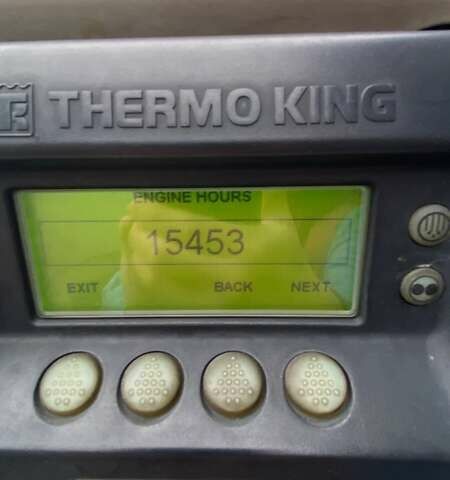 THERMO KING
ENGINE HOURS
15453
EXIT BACK NEXT